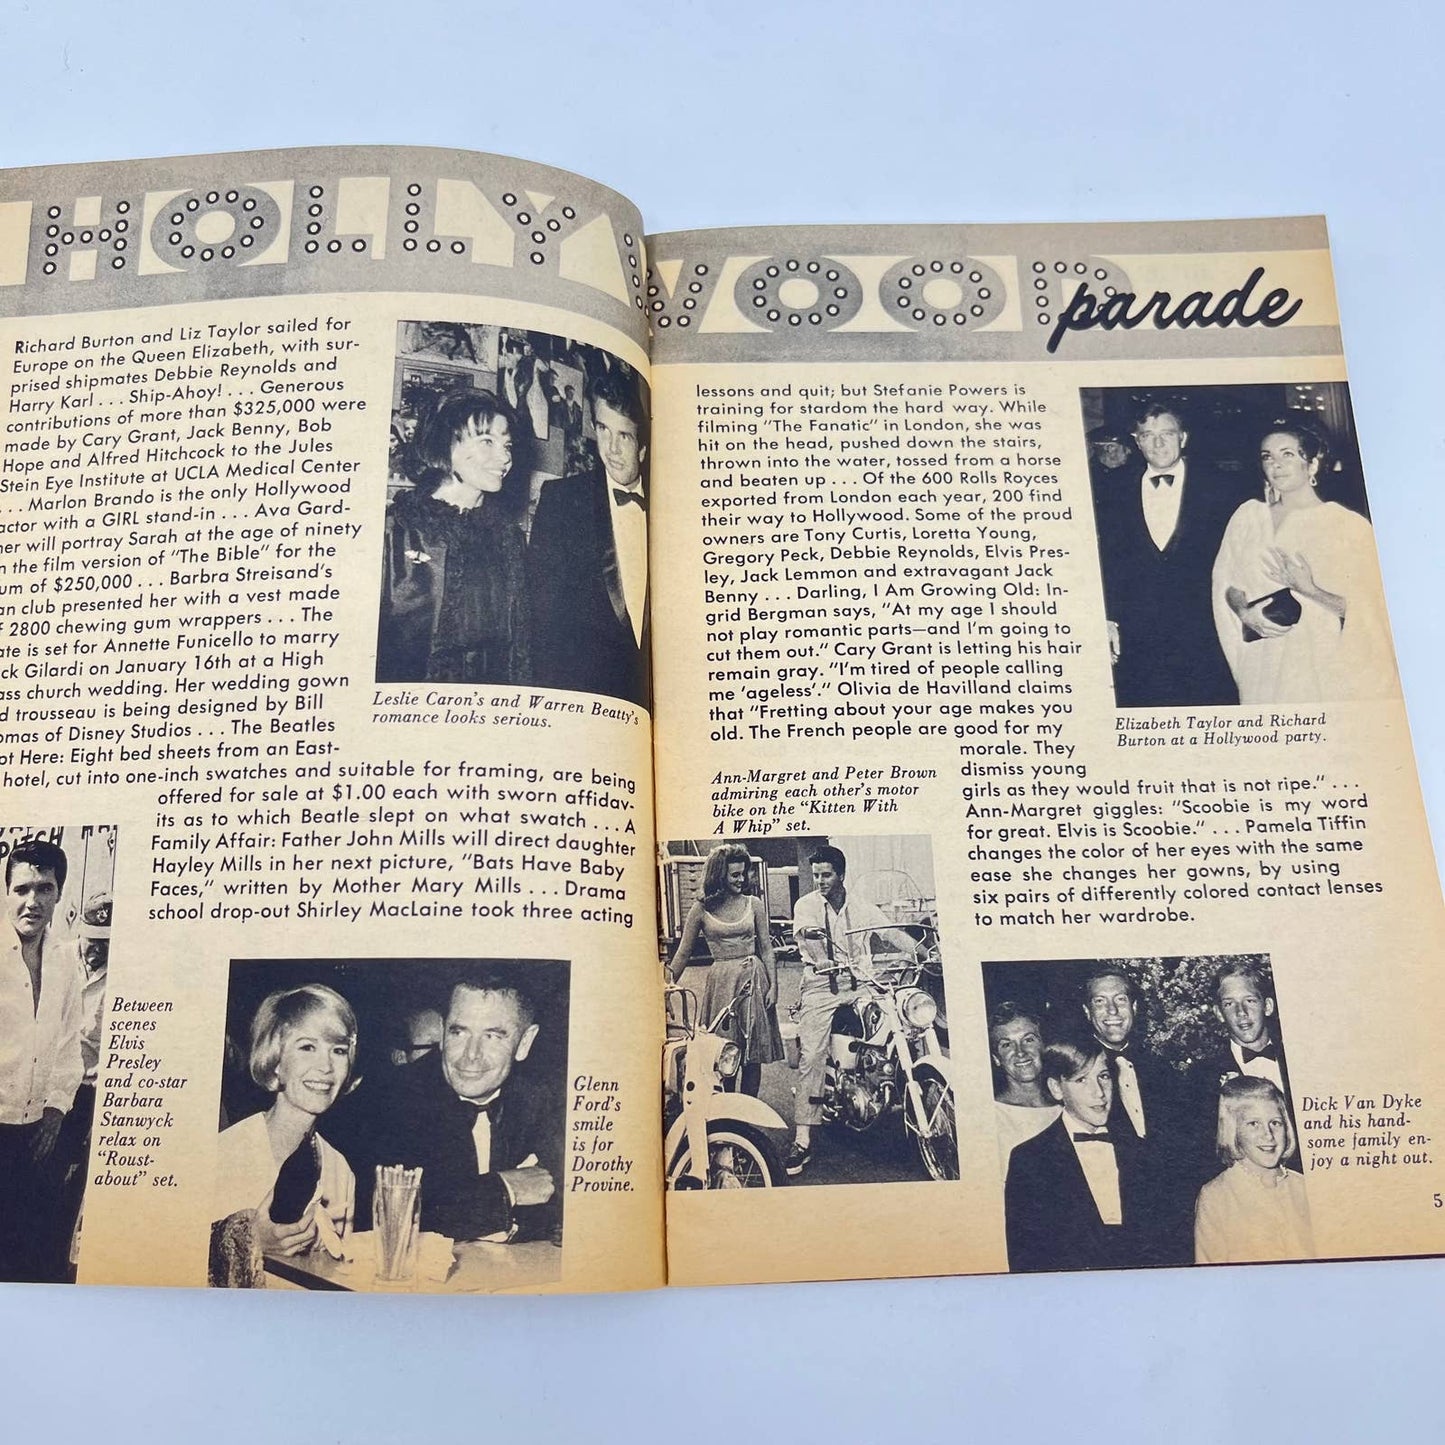 HOLLYWOOD
parade
Richard Burton and Liz Taylor sailed for
Europe on the Queen Elizabeth, with sur-
prised shipmates Debbie Reynolds and
Harry Karl . . . Ship-Ahoy! . . . Generous
contributions of more than $325,000 were
made by Cary Grant, Jack Benny, Bob
Hope and Alfred Hitchcock to the Jules
Stein Eye Institute at UCLA Medical Center
. . . Marlon Brando is the only Hollywood
actor with a GIRL stand-in . . . Ava Gard-
ner will portray Sarah at the age of ninety
n the film version of "The Bible" for the
um of $250,000 . . . Barbra Streisand's
an club presented her with a vest made
f 2800 chewing gum wrappers . . . The
ate is set for Annette Funicello to marry
ck Gilardi on January 16th at a High
ass church wedding. Her wedding gown
d trousseau is being designed by Bill
omas of Disney Studios . . . The Beatles
pt Here: Eight bed sheets from an East-
hotel, cut into one-inch swatches and suitable for framing, are being
offered for sale at $1.00 each with sworn affidav-
its as to which Beatle slept on what swatch . . . A
Family Affair: Father John Mills will direct daughter
Hayley Mills in her next picture, "Bats Have Baby
Faces," written by Mother Mary Mills . . . Drama
school drop-out Shirley MacLaine took three acting
Leslie Caron's and Warren Beatty's
romance looks serious.
PITCH
Between
scenes
Elvis
Presley
and co-star
Barbara
Stanwyck
relax on
"Roust-
about" set.
Glenn
Ford's
smile
is for
Dorothy
Provine.
lessons and quit; but Stefanie Powers is
training for stardom the hard way. While
filming "The Fanatic" in London, she was
hit on the head, pushed down the stairs,
thrown into the water, tossed from a horse
and beaten up . . . Of the 600 Rolls Royces
exported from London each year, 200 find
their way to Hollywood. Some of the proud
owners are Tony Curtis, Loretta Young,
Gregory Peck, Debbie Reynolds, Elvis Pres-
ley, Jack Lemmon and extravagant Jack
Benny . . . Darling, I Am Growing Old: In-
grid Bergman says, "At my age I should
not play romantic parts—and I'm going to
cut them out." Cary Grant is letting his hair
remain gray. "I'm tired of people calling
me 'ageless'." Olivia de Havilland claims
that "Fretting about your age makes you
old. The French people are good for my
morale. They
dismiss young
girls as they would fruit that is not ripe." . . .
Ann-Margret giggles: "Scoobie is my word
for great. Elvis is Scoobie." . . . Pamela Tiffin
changes the color of her eyes with the same
ease she changes her gowns, by using
six pairs of differently colored contact lenses
to match her wardrobe.
Elizabeth Taylor and Richard
Burton at a Hollywood party.
Ann-Margret and Peter Brown
admiring each other's motor
bike on the "Kitten With
A Whip" set.
Dick Van Dyke
and his hand-
some family en-
joy a night out.
5